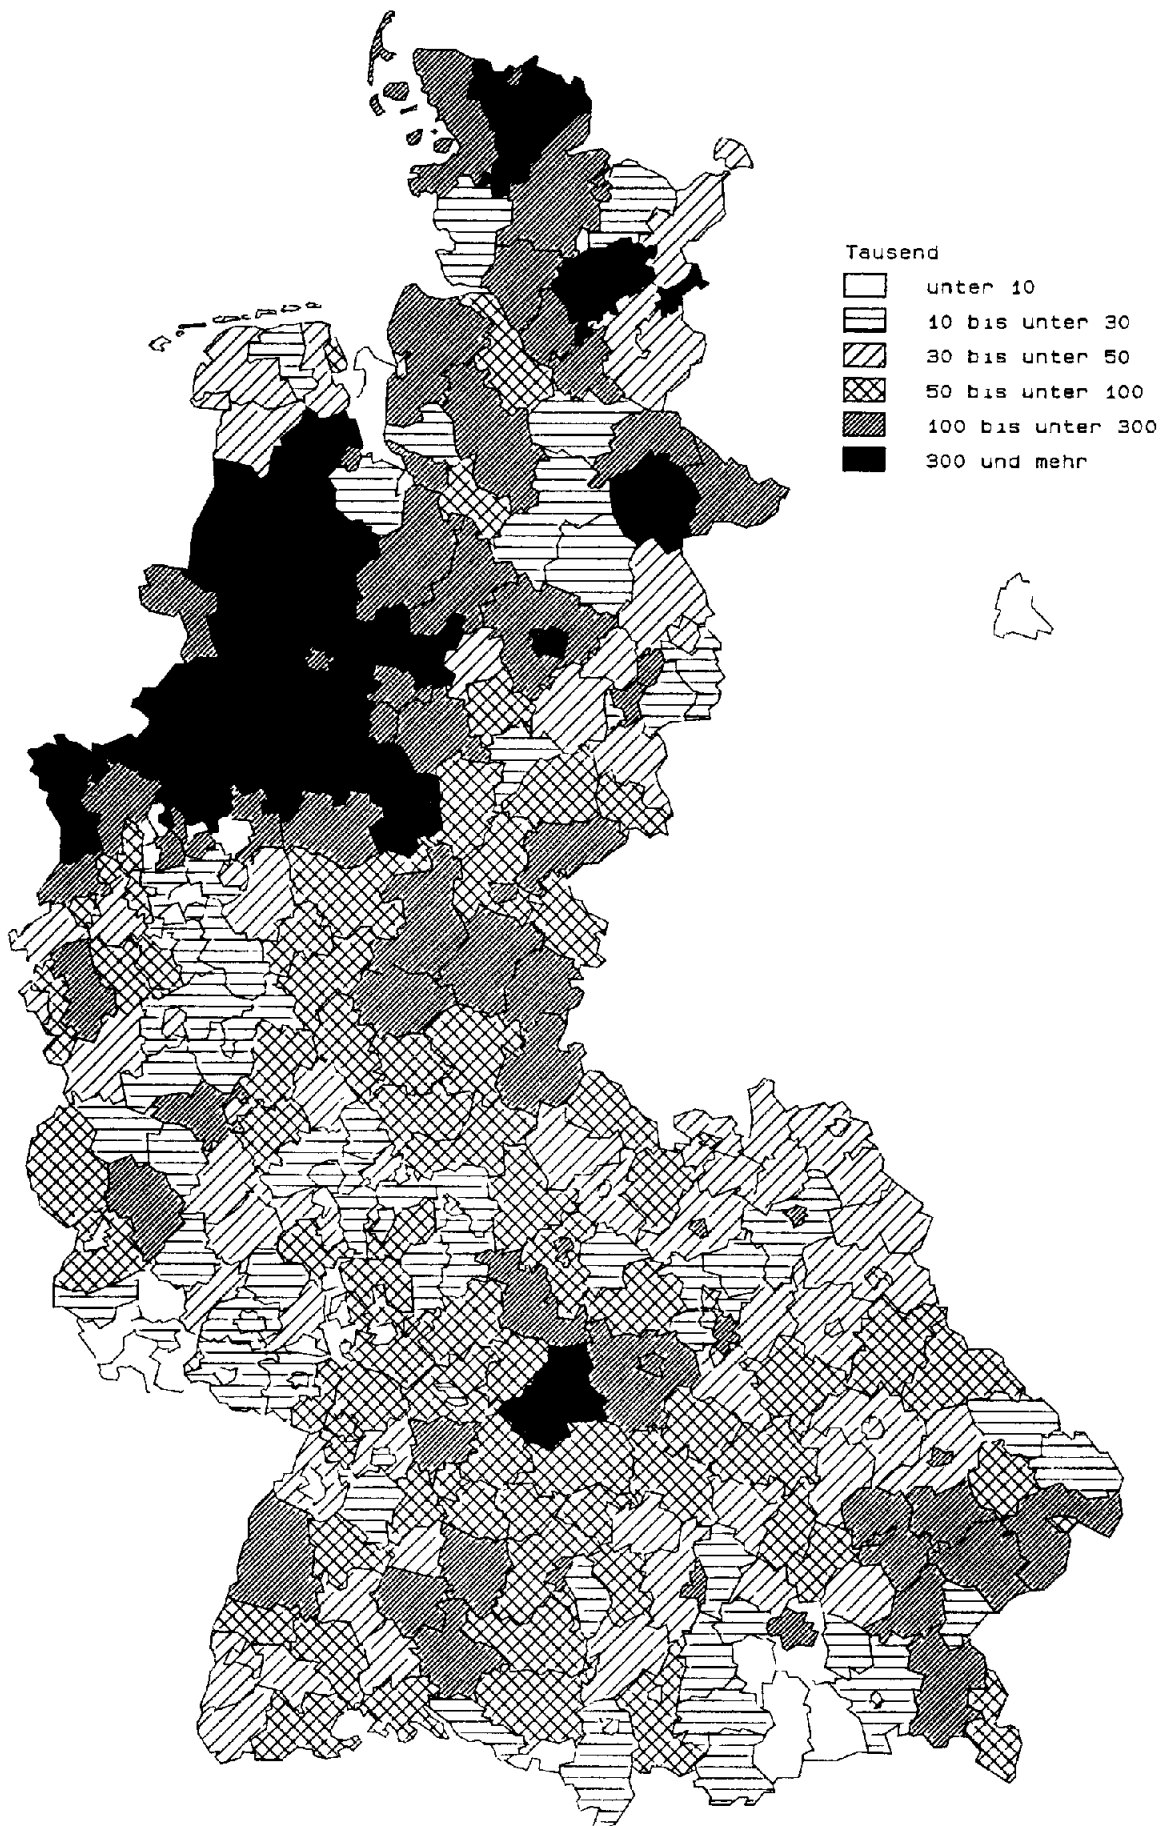 Tausend
unter 10
10 bis unter 30
30 bis unter 50
50 bis unter 100
100 bis unter 300
300 und mehr